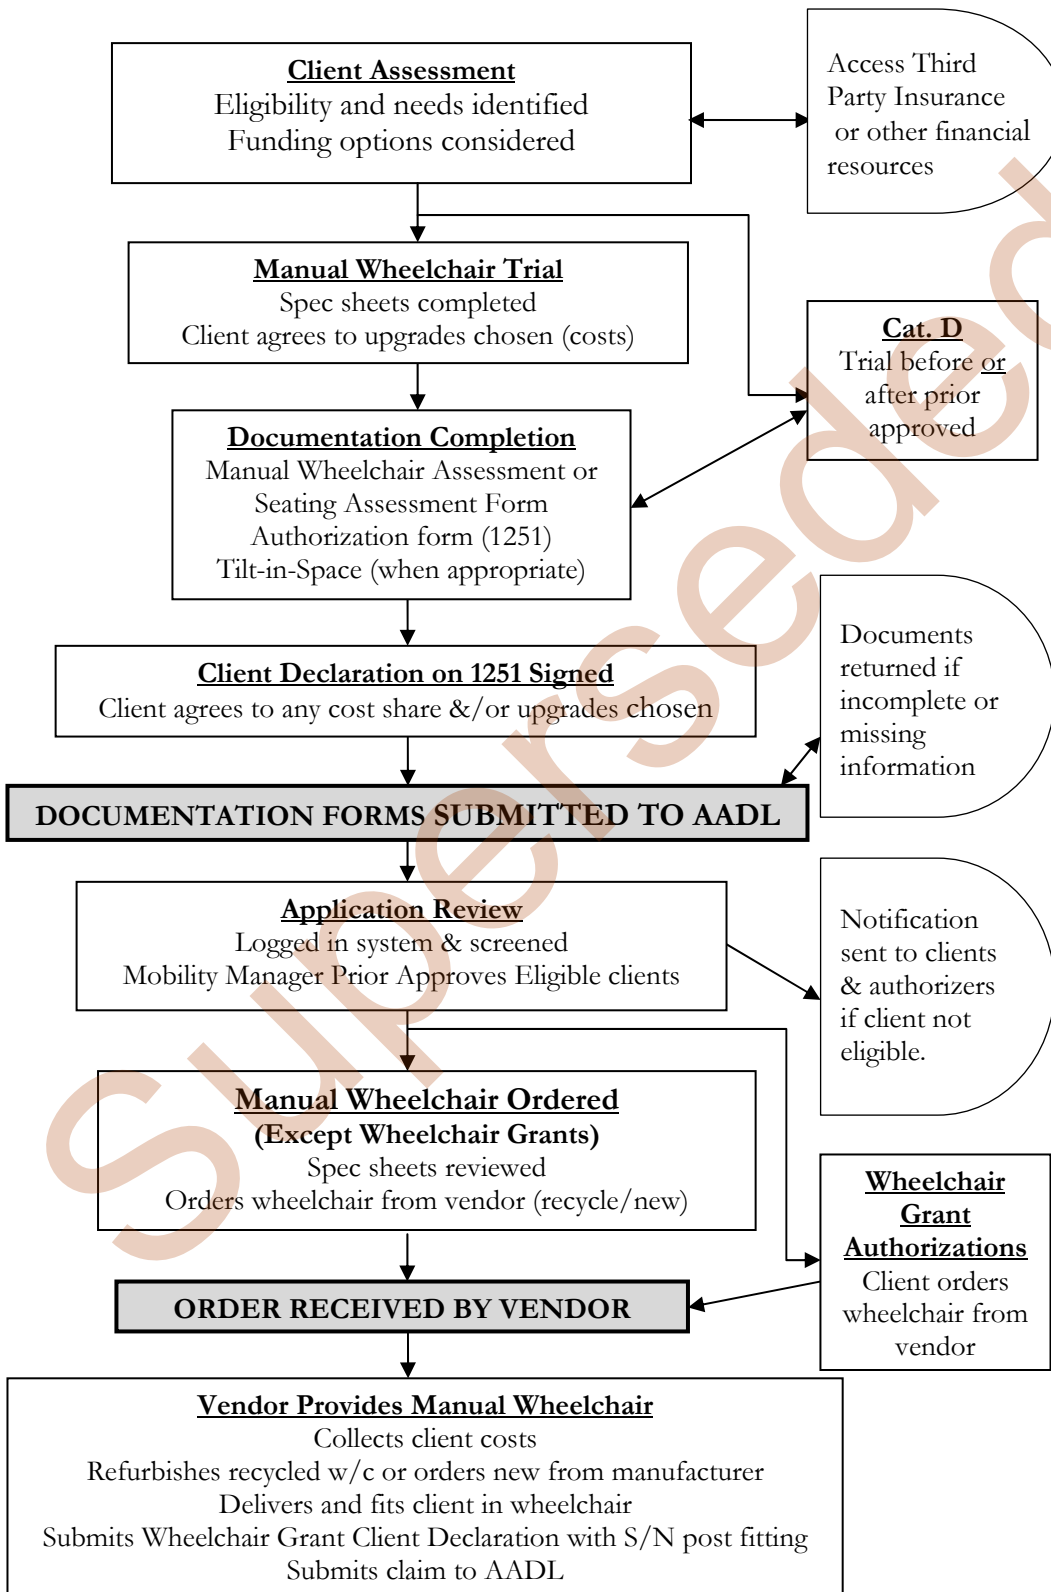 Client Assessment
Eligibility and needs identified
Funding options considered
Access Third
Party Insurance
or other financial
resources
Manual Wheelchair Trial
Spec sheets completed
Client agrees to upgrades chosen (costs)
Cat. D
Trial before or
after prior
approved
Documentation Completion
Manual Wheelchair Assessment or
Seating Assessment Form
Authorization form (1251)
Tilt-in-Space (when appropriate)
Client Declaration on 1251 Signed
Client agrees to any cost share &/or upgrades chosen
Documents
returned if
incomplete or
missing
information
DOCUMENTATION FORMS SUBMITTED TO AADL
Application Review
Logged in system & screened
Mobility Manager Prior Approves Eligible clients
Notification
sent to clients
& authorizers
if client not
eligible.
Manual Wheelchair Ordered
(Except Wheelchair Grants)
Spec sheets reviewed
Orders wheelchair from vendor (recycle/new)
Wheelchair
Grant
Authorizations
Client orders
wheelchair from
vendor
ORDER RECEIVED BY VENDOR
Vendor Provides Manual Wheelchair
Collects client costs
Refurbishes recycled w/c or orders new from manufacturer
Delivers and fits client in wheelchair
Submits Wheelchair Grant Client Declaration with S/N post fitting
Submits claim to AADL
Superseded